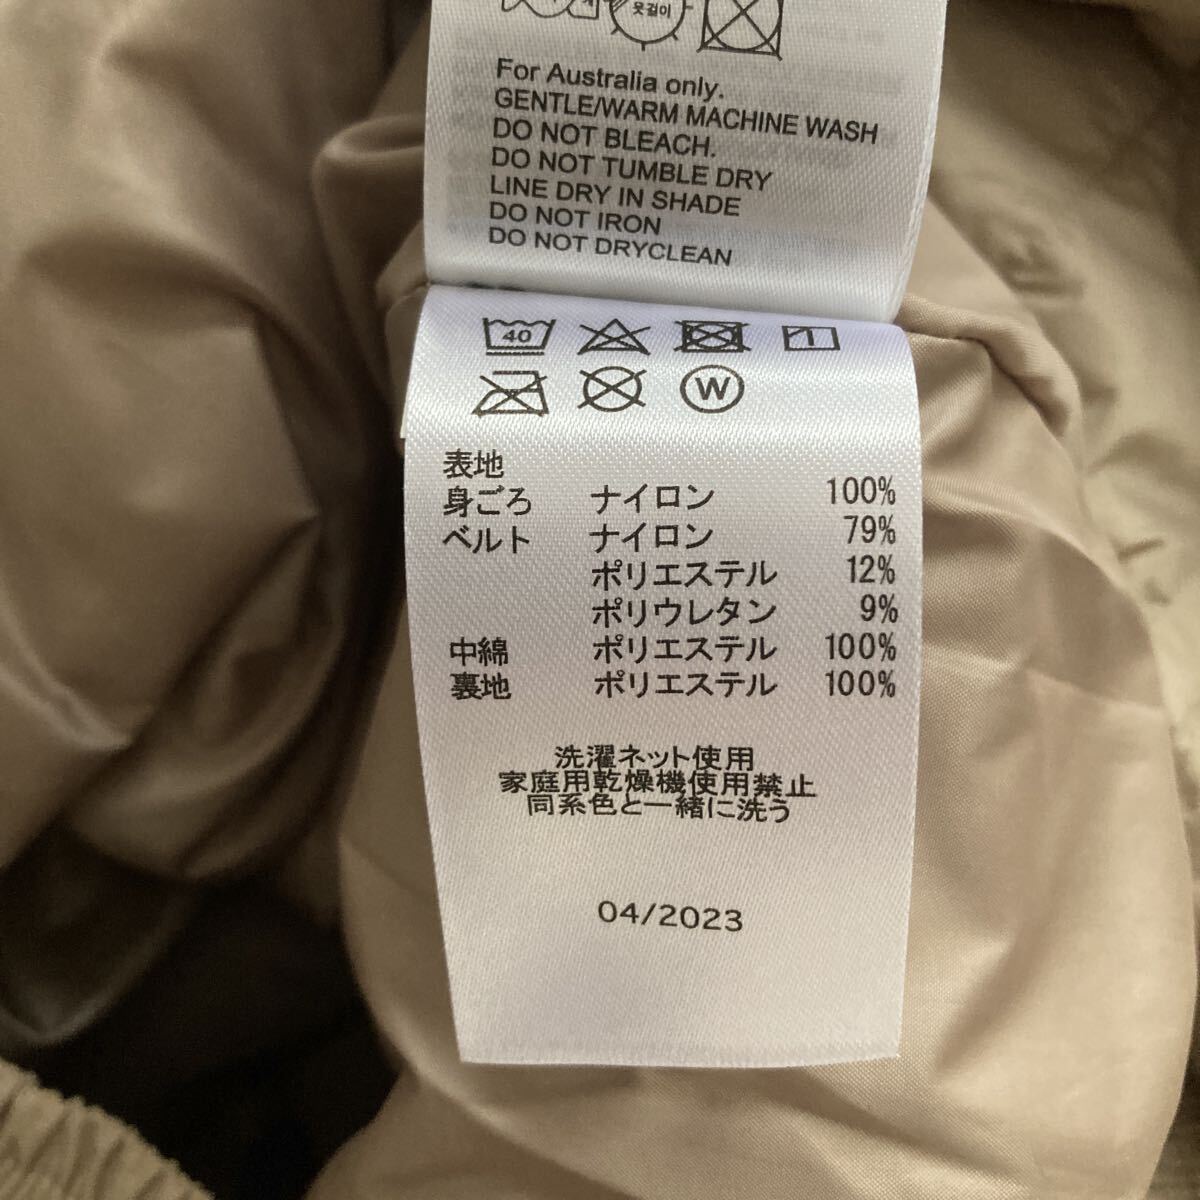 옷걸이
For Australia only.
GENTLE/WARM MACHINE WASH
DO NOT BLEACH.
DO NOT TUMBLE DRY
LINE DRY IN SHADE
DO NOT IRON
DO NOT DRYCLEAN
40
W
表地
身ごろ ナイロン 100%
ベルト ナイロン 79%
ポリエステル 12%
ポリウレタン 9%
中綿 ポリエステル 100%
裏地 ポリエステル 100%
洗濯ネット使用
家庭用乾燥機使用禁止
同系色と一緒に洗う
04/2023